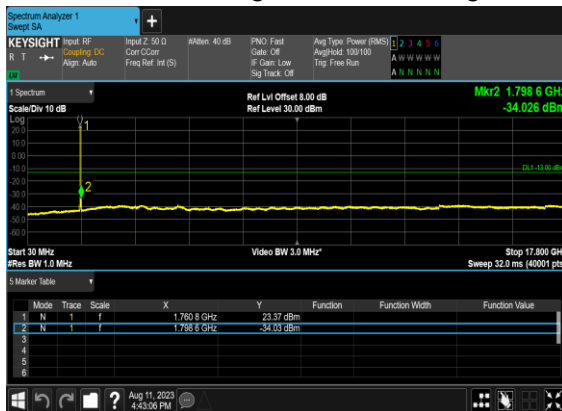 Spectrum Analyzer 1
Swept SA
KEYSIGHT Input: RF Input Z: 50 Ω #Atten: 40 dB PNO: Fast Avg Type: Power (RMS) 1 2 3 4 5 6
R T Coupling: DC Corr CCorr Gate: Off Avg|Hold: 100/100 A W W W W W
Align: Auto Freq Ref: Int (S) IF Gain: Low Trig: Free Run
Sig Track: Off A N N N N N
LXI
1 Spectrum
Scale/Div 10 dB
Ref Lvl Offset 8.00 dB
Ref Level 30.00 dBm
Mkr2 1.798 6 GHz
-34.026 dBm
Log
20.0
10.0
0.00
-10.0
-20.0
-30.0
-40.0
-50.0
-60.0
1
2
DL1 -13.00 dBm
Start 30 MHz Video BW 3.0 MHz* Stop 17.800 GHz
#Res BW 1.0 MHz Sweep 32.0 ms (40001 pts)
5 Marker Table
Mode Trace Scale X Y Function Function Width Function Value
1 N 1 f 1.760 8 GHz 23.37 dBm
2 N 1 f 1.798 6 GHz -34.03 dBm
3
4
5
6
? Aug 11, 2023
4:43:06 PM